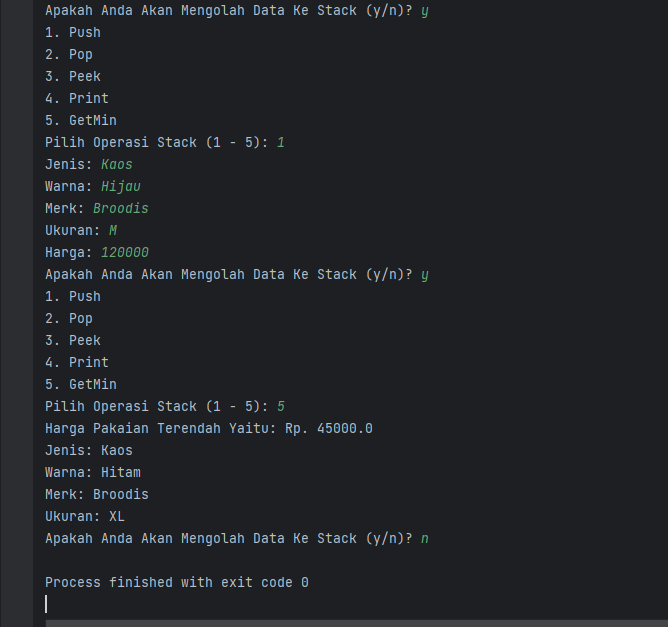 Apakah Anda Akan Mengolah Data Ke Stack (y/n)? y
1. Push
2. Pop
3. Peek
4. Print
5. GetMin
Pilih Operasi Stack (1 - 5): 1
Jenis: Kaos
Warna: Hijau
Merk: Broodis
Ukuran: M
Harga: 120000
Apakah Anda Akan Mengolah Data Ke Stack (y/n)? y
1. Push
2. Pop
3. Peek
4. Print
5. GetMin
Pilih Operasi Stack (1 - 5): 5
Harga Pakaian Terendah Yaitu: Rp. 45000.0
Jenis: Kaos
Warna: Hitam
Merk: Broodis
Ukuran: XL
Apakah Anda Akan Mengolah Data Ke Stack (y/n)? n
Process finished with exit code 0